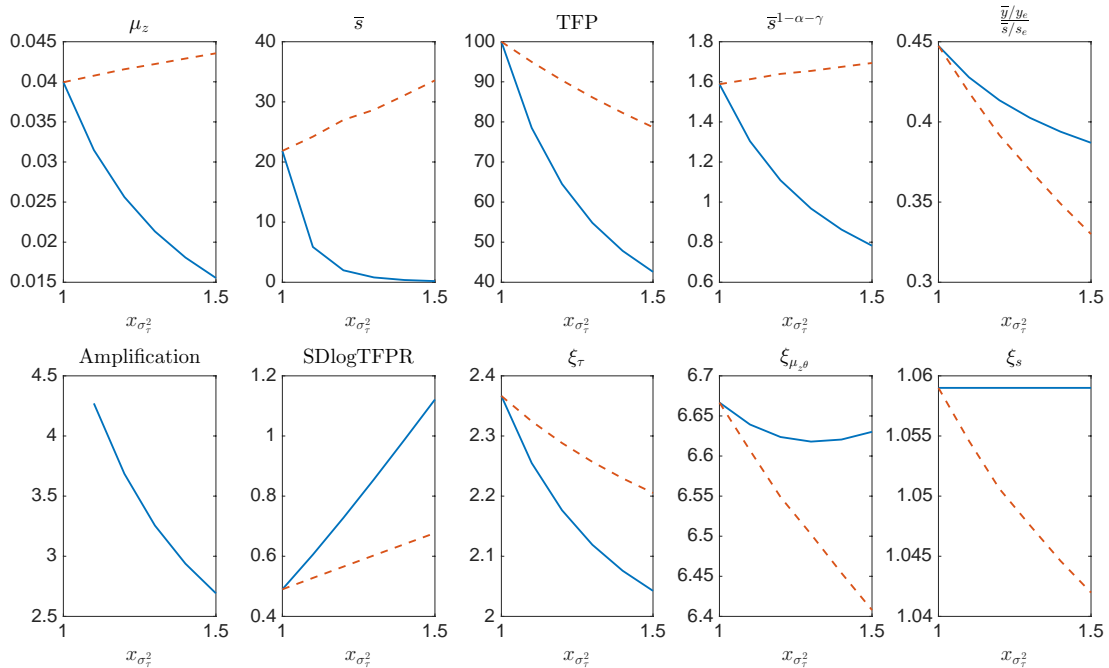 μ_z
s̅
TFP
s̅^{1−α−γ}
(y̅/y_e)/(s̅/s_e)
0.045 40 100 1.8 0.45
0.04 90 1.6
0.035 30 80 1.4 0.4
0.03 20 70 1.2
0.025 60 1 0.35
0.02 10 50 0.8
0.015 0 40 0.6 0.3
1 1.5 1 1.5 1 1.5 1 1.5 1 1.5
x_{σ_τ^2} x_{σ_τ^2} x_{σ_τ^2} x_{σ_τ^2} x_{σ_τ^2}
Amplification
SDlogTFPR
ξ_τ
ξ_{μ_{zθ}}
ξ_s
4.5 1.2 2.4 6.7 1.06
4 1 2.3 6.65 1.055
3.5 0.8 6.6 
3 0.6 2.2 6.55 1.05
2.5 0.4 2.1 6.5 1.045
2 6.45 1.04
6.4
1 1.5 1 1.5 1 1.5 1 1.5 1 1.5
x_{σ_τ^2} x_{σ_τ^2} x_{σ_τ^2} x_{σ_τ^2} x_{σ_τ^2}